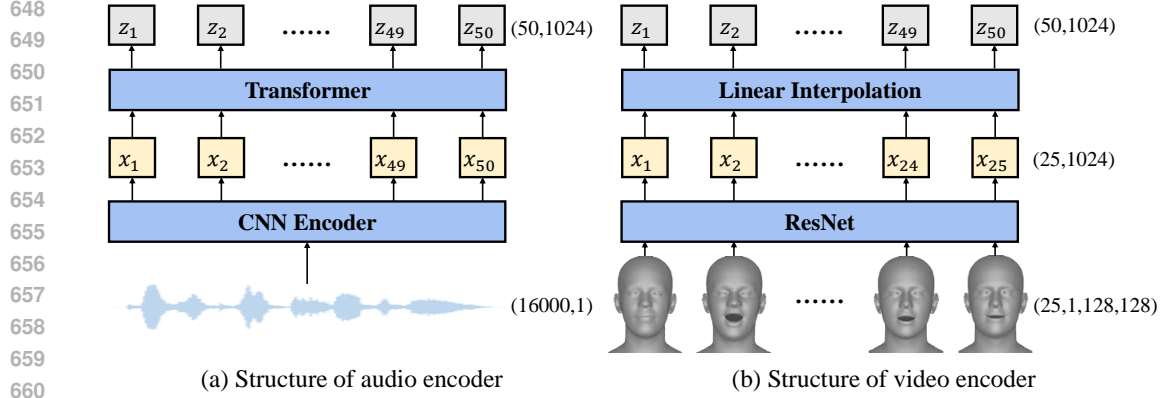 648
649
650
651
652
653
654
655
656
657
658
659
660
z₁ z₂ ...... z₄₉ z₅₀ (50,1024)
Transformer
x₁ x₂ ...... x₄₉ x₅₀
CNN Encoder
(16000,1)
(a) Structure of audio encoder
z₁ z₂ ...... z₄₉ z₅₀ (50,1024)
Linear Interpolation
x₁ x₂ ...... x₂₄ x₂₅ (25,1024)
ResNet
...... (25,1,128,128)
(b) Structure of video encoder